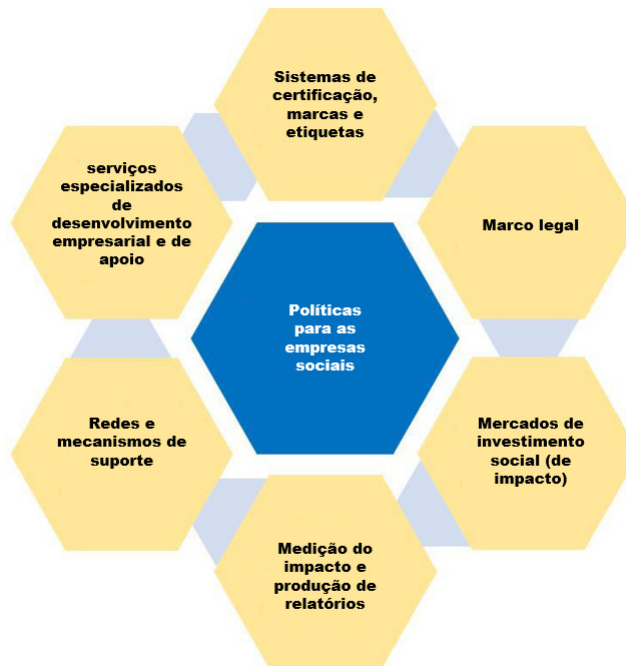 Sistemas de
certificação,
marcas e
etiquetas
serviços
especializados
de
desenvolvimento
empresarial e de
apoio
Marco legal
Políticas
para as
empresas
sociais
Redes e
mecanismos de
suporte
Mercados de
investimento
social (de
impacto)
Medição do
impacto e
produção de
relatórios